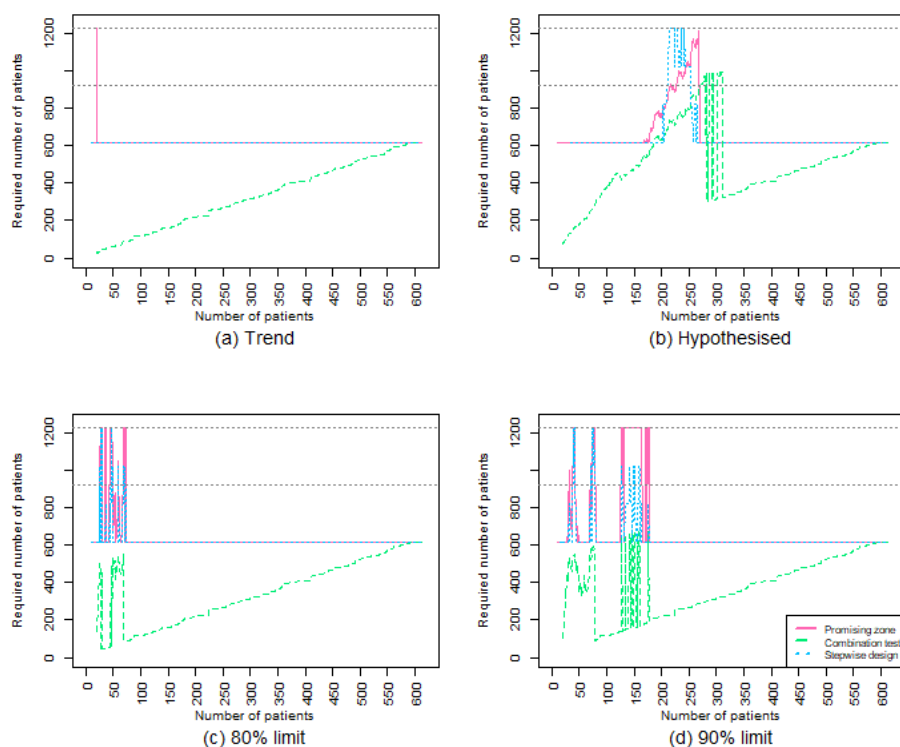 Required number of patients
0 200 400 600 800 1200
0 50 100 150 200 250 300 350 400 450 500 550 600
Number of patients
(a) Trend
Required number of patients
0 200 400 600 800 1200
0 50 100 150 200 250 300 350 400 450 500 550 600
Number of patients
(b) Hypothesised
Required number of patients
0 200 400 600 800 1200
0 50 100 150 200 250 300 350 400 450 500 550 600
Number of patients
(c) 80% limit
Required number of patients
0 200 400 600 800 1200
Promising zone
Combination test
Stepwise design
0 50 100 150 200 250 300 350 400 450 500 550 600
Number of patients
(d) 90% limit